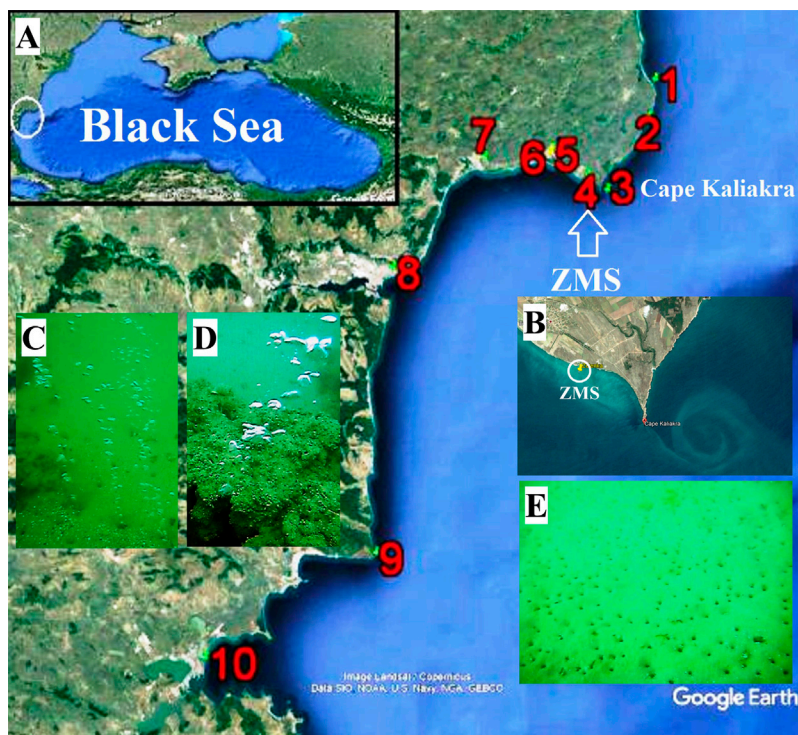 A
Black Sea
1
2
7
6 5
4 3 Cape Kaliakra
ZMS
8
B
ZMS
Cape Kaliakra
C
D
E
9
10
Image Landsat / Copernicus
Data SIO, NOAA, U.S. Navy, NGA, GEBCO
Google Earth